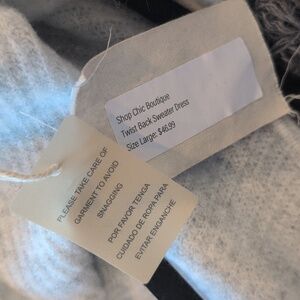 Shop Chic Boutique
Twist Back Sweater Dress
Size Large: $46.99
PLEASE TAKE CARE OF
GARMENT TO AVOID
SNAGGING
POR FAVOR TENGA
CUIDADO DE ROPA PARA
EVITAR ENGANCHE